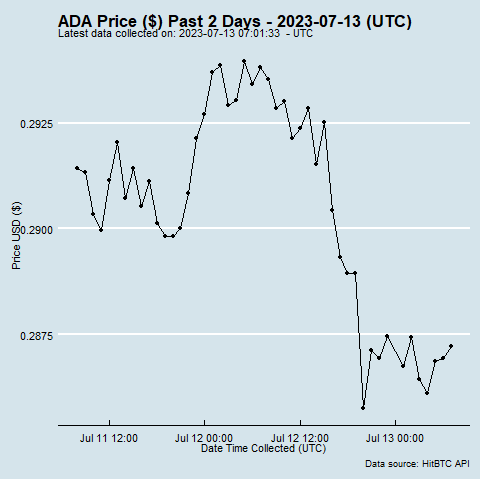 ADA Price ($) Past 2 Days - 2023-07-13 (UTC)
Latest data collected on: 2023-07-13 07:01:33 - UTC
0.2925
0.2900
0.2875
Price USD ($)
Jul 11 12:00
Jul 12 00:00
Jul 12 12:00
Jul 13 00:00
Date Time Collected (UTC)
Data source: HitBTC API